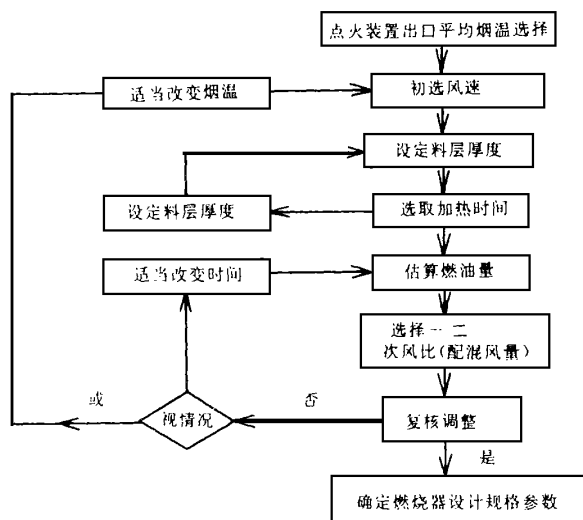 点火装置出口平均烟温选择
适当改变烟温
初选风速
设定料层厚度
设定料层厚度
选取加热时间
适当改变时间
估算燃油量
选择一二
次风比(配混风量)
或
视情况
否
复核调整
是
确定燃烧器设计规格参数